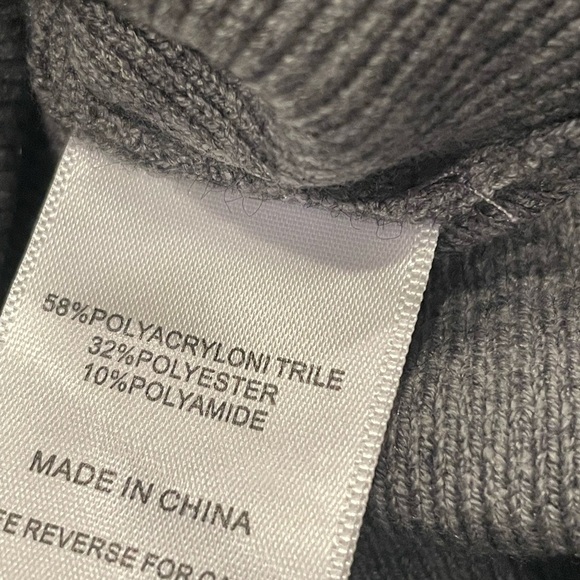 58%POLYACRYLONI TRILE
32%POLYESTER
10%POLYAMIDE
MADE IN CHINA
REVERSE FOR